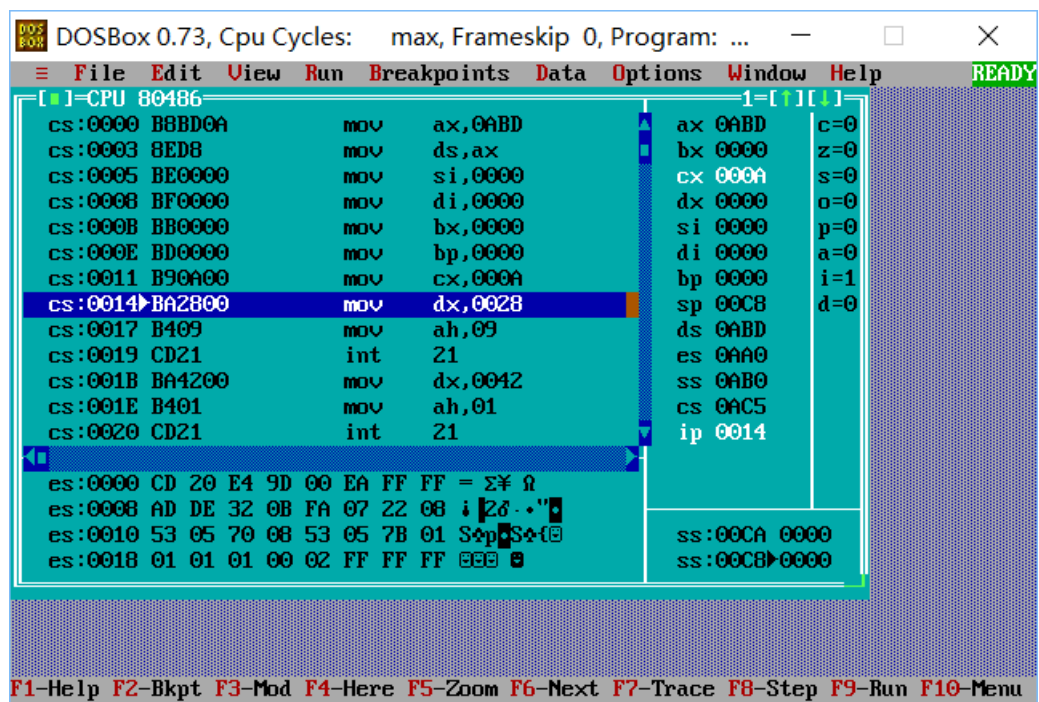 DOSBox 0.73, Cpu Cycles: max, Frameskip 0, Program: ...
≡ File Edit View Run Breakpoints Data Options Window Help READY
[■]=CPU 80486 1=[↑][↓]
cs:0000 B8BD0A mov ax,0ABD ax 0ABD c=0
cs:0003 8ED8 mov ds,ax bx 0000 z=0
cs:0005 BE0000 mov si,0000 cx 000A s=0
cs:0008 BF0000 mov di,0000 dx 0000 o=0
cs:000B BB0000 mov bx,0000 si 0000 p=0
cs:000E BD0000 mov bp,0000 di 0000 a=0
cs:0011 B90A00 mov cx,000A bp 0000 i=1
cs:0014►BA2800 mov dx,0028 sp 00C8 d=0
cs:0017 B409 mov ah,09 ds 0ABD
cs:0019 CD21 int 21 es 0AA0
cs:001B BA4200 mov dx,0042 ss 0AB0
cs:001E B401 mov ah,01 cs 0AC5
cs:0020 CD21 int 21 ip 0014
es:0000 CD 20 E4 9D 00 EA FF FF = Σ¥ Ω
es:0008 AD DE 32 0B FA 07 22 08 ¡▐2♂·•"◘
es:0010 53 05 70 08 53 05 7B 01 S♣p◘S♣{☺ ss:00CA 0000
es:0018 01 01 01 00 02 FF FF FF ☺☺☺ ☻ ss:00C8►0000
F1-Help F2-Bkpt F3-Mod F4-Here F5-Zoom F6-Next F7-Trace F8-Step F9-Run F10-Menu